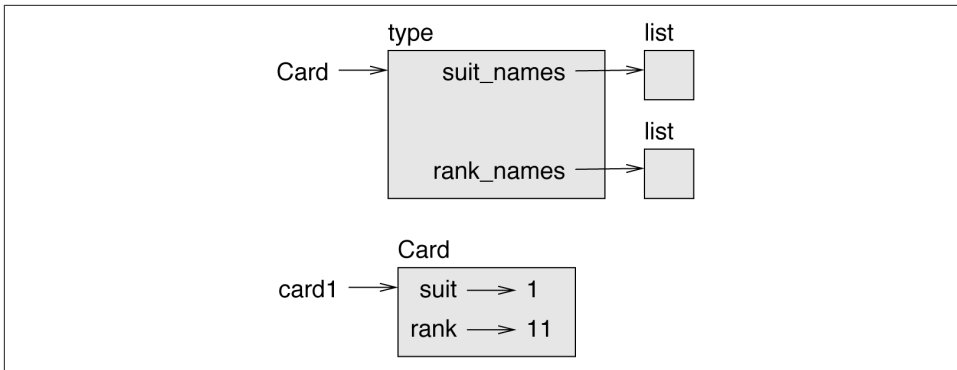 type
list
Card
suit_names
list
rank_names
Card
card1
suit
1
rank
11